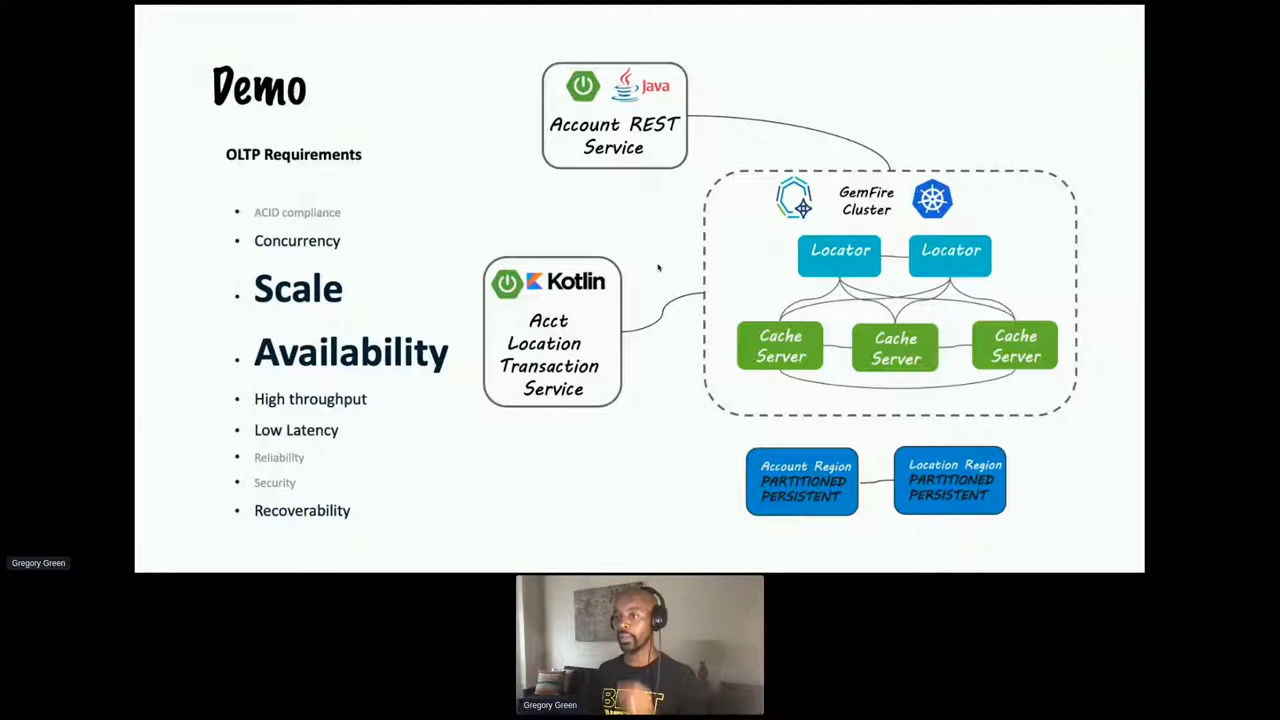 Demo
OLTP Requirements
• ACID compliance
• Concurrency
• Scale
• Availability
• High throughput
• Low Latency
• Reliability
• Security
• Recoverability
Java
Account REST
Service
Kotlin
Acct
Location
Transaction
Service
GemFire
Cluster
Locator
Locator
Cache
Server
Cache
Server
Cache
Server
Account Region
PARTITIONED
PERSISTENT
Location Region
PARTITIONED
PERSISTENT
Gregory Green
Gregory Green